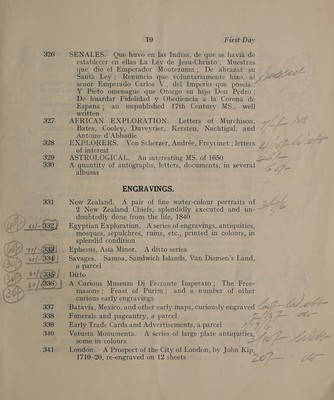 19 First Day
326 SENALES. Que huvo en las Indias, de que se havia de
establecer en ellas La Ley de Jesu-Christo; Muestras
que dio el Emperador Montezuma; De abrazar su
Santa Ley; Renuncia que voluntariamente hizo, al
senor Emperador Carlos V., del Imperio que poseia;
Y Pieto omenagne que Otorgo su hijo Don Pedro;
De huardar Fidelidad y Obediencia a la Corona de
Espana; an unpublished 17th Century MS., well
written
327 AFRICAN EXPLORATION. Letters of Murchison,
Bates, Cooley, Duveyrier, Kersten, Nachtigal, and
Antoine d'Abbadie
328 EXPLORERS. Von Scherzer, Andrée, Freycinet; letters
of interest
329 ASTROLOGICAL. An interesting MS. of 1650
330 A quantity of autographs, letters, documents, in several
albums
ENGRAVINGS.
331 New Zealand. A pair of fine water-colour portraits of
2 New Zealand Chiefs, splendidly executed and un-
doubtedly done from the life, 1840
332 Egyptian Exploration. A series of engravings, antiquities,
mosques, sepulchres, ruins, etc., printed in colours, in
splendid condition
333 Ephesus, Asia Minor. A ditto series
334 Savages. Samoa, Sandwich Islands, Van Diemen's Land,
a parcel
335 Ditto
336 A Curious Museum Di Ferrante Imperato; The Free-
masons; Feast of Purim; and a number of other
curious early engravings
337 Batavia, Mexico, and other early maps, curiously engraved
338 Funerals and pageantry, a parcel
339 Early Trade Cards and Advertisements, a parcel
340 Vetusta Monuments. A series of large plate antiquities,
some in colours
341 London. A Prospect of the City of London, by John Kip,
1710-20, re-engraved on 12 sheets